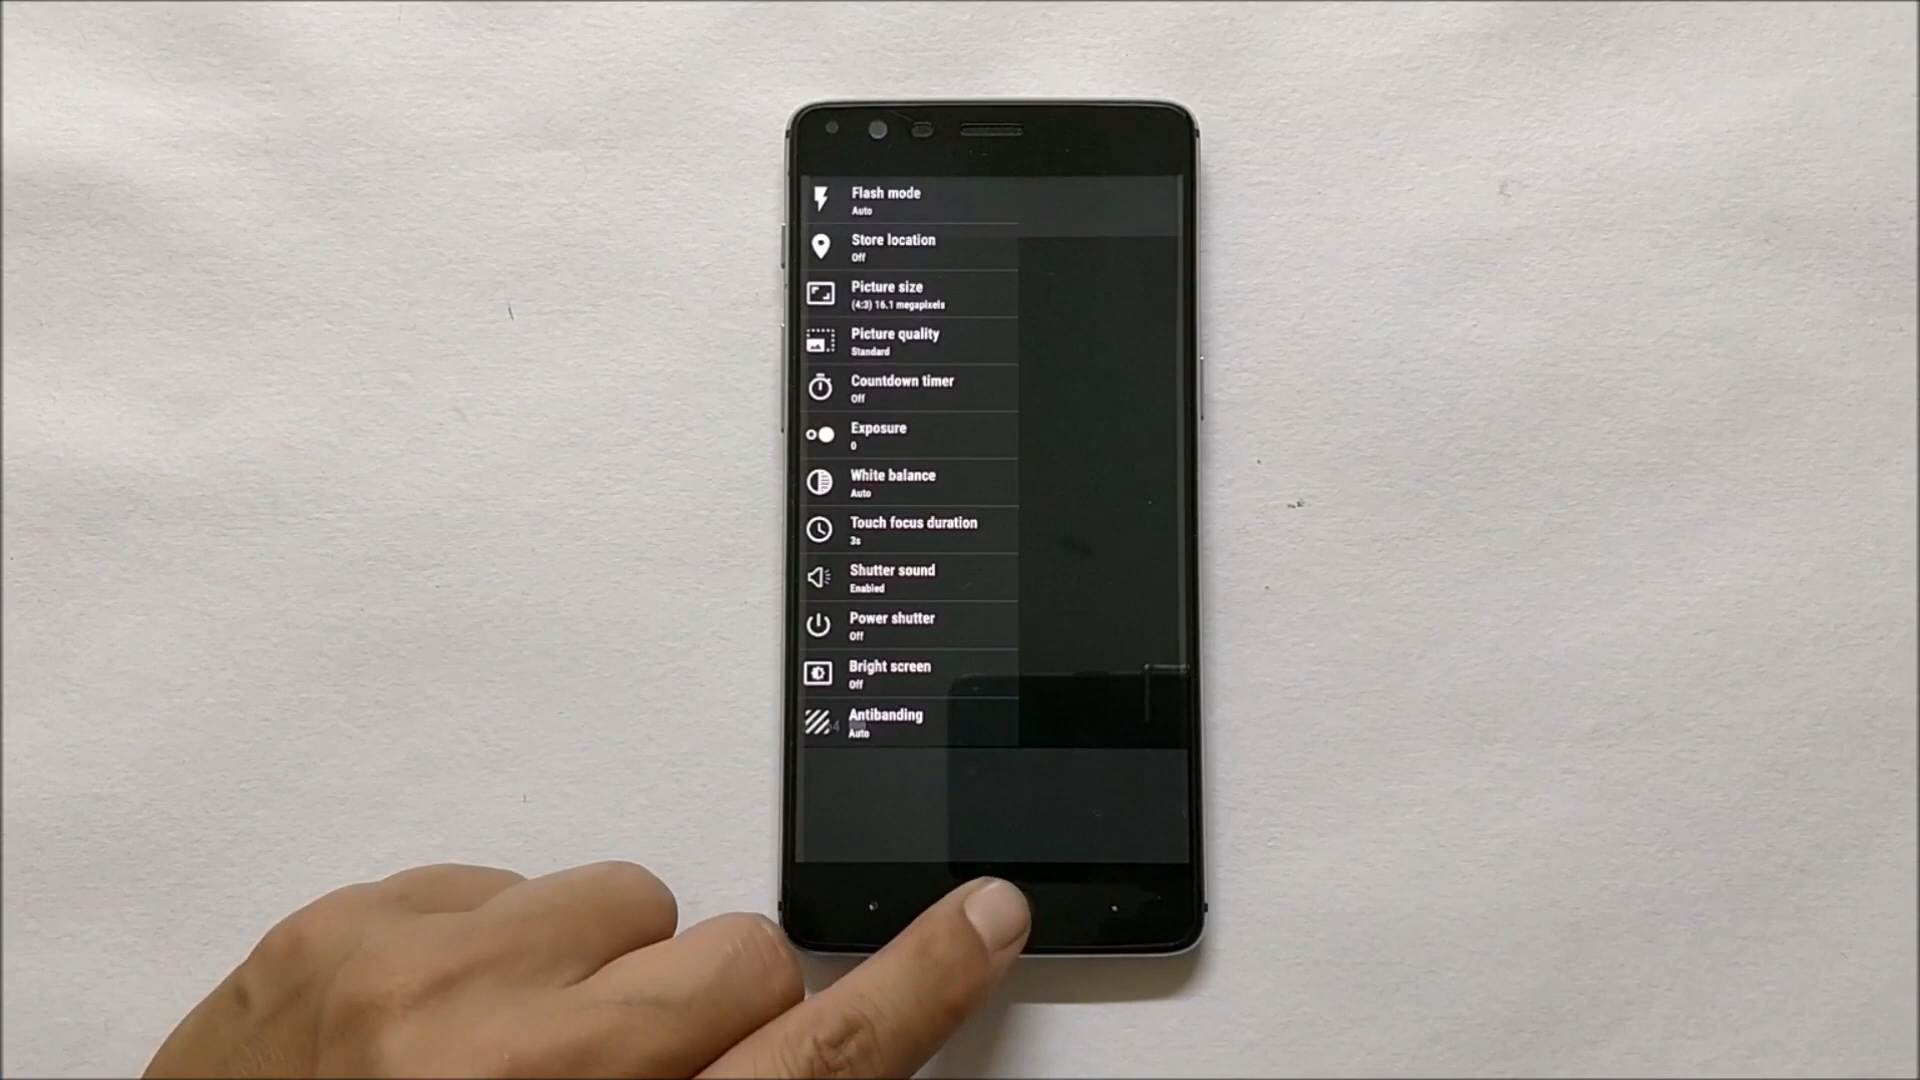 Flash mode
Auto
Store location
Off
Picture size
(4:3) 16.1 megapixels
Picture quality
Standard
Countdown timer
Off
Exposure
0
White balance
Auto
Touch focus duration
3s
Shutter sound
Enabled
Power shutter
Off
Bright screen
Off
Antibanding
Auto